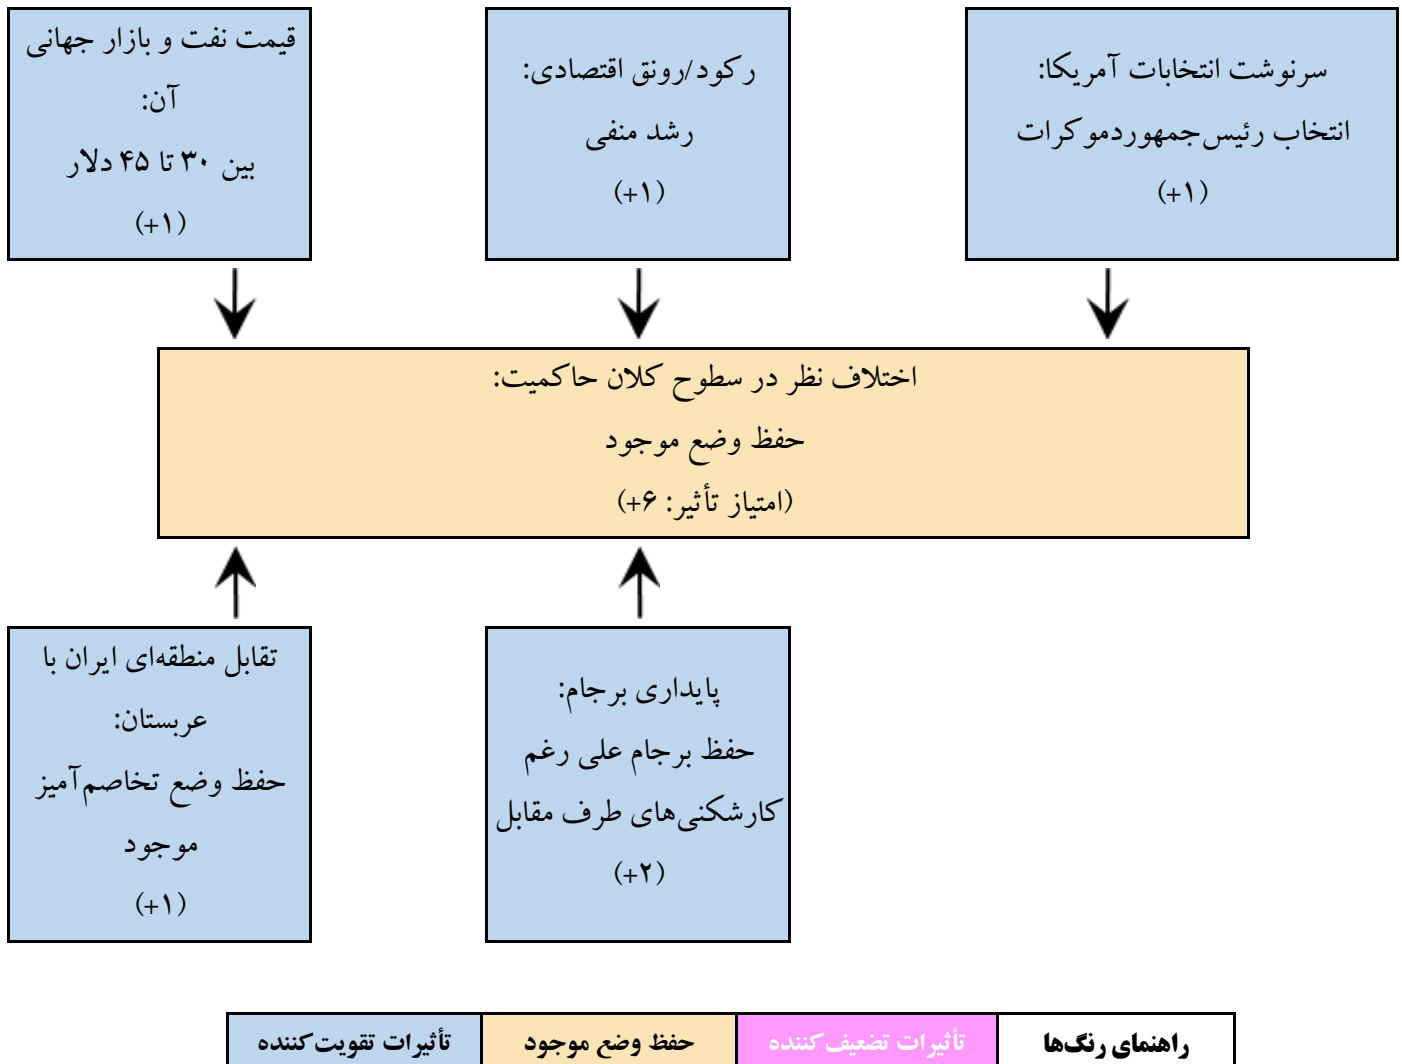 سرنوشت انتخابات آمریکا:
انتخاب رئیس‌جمهوردموکرات
(+۱)
رکود/رونق اقتصادی:
رشد منفی
(+۱)
قیمت نفت و بازار جهانی
آن:
بین ۳۰ تا ۴۵ دلار
(+۱)
اختلاف نظر در سطوح کلان حاکمیت:
حفظ وضع موجود
(امتیاز تأثیر: ۶+)
پایداری برجام:
حفظ برجام علی رغم
کارشکنی‌های طرف مقابل
(+۲)
تقابل منطقه‌ای ایران با
عربستان:
حفظ وضع تخاصم‌آمیز
موجود
(+۱)
راهنمای رنگ‌ها
تأثیرات تضعیف‌کننده
حفظ وضع موجود
تأثیرات تقویت‌کننده